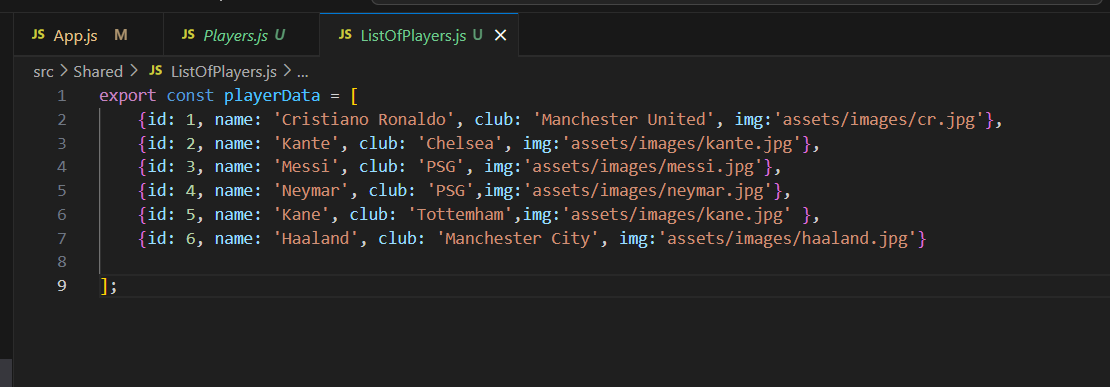 JS App.js M JS Players.js U JS ListOfPlayers.js U
src > Shared > JS ListOfPlayers.js > ...
1 export const playerData = [
2 {id: 1, name: 'Cristiano Ronaldo', club: 'Manchester United', img:'assets/images/cr.jpg'},
3 {id: 2, name: 'Kante', club: 'Chelsea', img:'assets/images/kante.jpg'},
4 {id: 3, name: 'Messi', club: 'PSG', img:'assets/images/messi.jpg'},
5 {id: 4, name: 'Neymar', club: 'PSG',img:'assets/images/neymar.jpg'},
6 {id: 5, name: 'Kane', club: 'Tottemham',img:'assets/images/kane.jpg' },
7 {id: 6, name: 'Haaland', club: 'Manchester City', img:'assets/images/haaland.jpg'}
8
9 ];